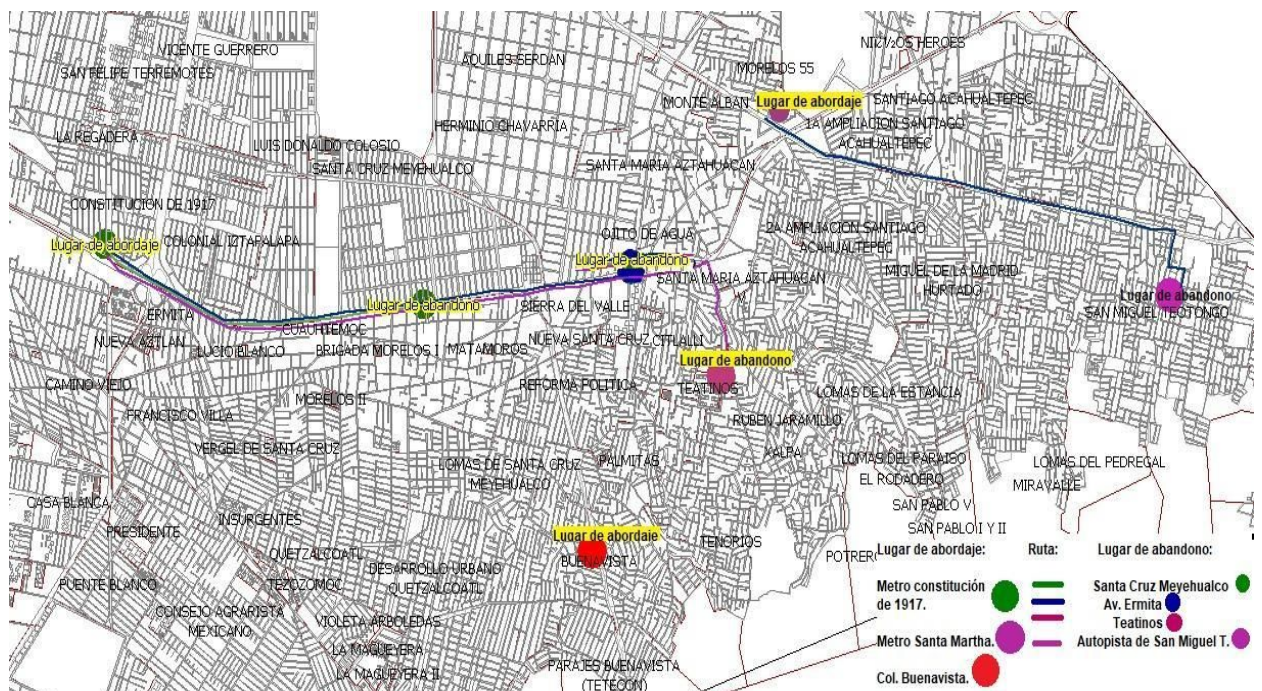 VICENTE GUERRERO
SAN FELIPE TERREMOTES
AQUILES SERDAN
NI¿½OS HEROES
MORELOS 55
MONTE ALBAN
Lugar de abordaje
SANTIAGO ACAHUALTEPEC
1A AMPLIACION SANTIAGO
ACAHUALTEPEC
LA REGADERA
HERMINIO CHAVARRIA
LUIS DONALDO COLOSIO
SANTA CRUZ MEYEHUALCO
SANTA MARIA AZTAHUACAN
CONSTITUCION DE 1917
Lugar de abordaje
COLONIAL IZTAPALAPA
OJITO DE AGUA
2A AMPLIACION SANTIAGO
ACAHUALTEPEC
Lugar de abandono
SANTA MARIA AZTAHUACAN
MIGUEL DE LA MADRID
HURTADO
Lugar de abandono
SAN MIGUEL TEOTONGO
Lugar de abandono
SIERRA DEL VALLE
ERMITA
CUAUHTEMOC
NUEVA AZTLAN
LUCIO BLANCO
BRIGADA MORELOS I
MATAMOROS
NUEVA SANTA CRUZ
CITLALLI
Lugar de abandono
CAMINO VIEJO
REFORMA POLITICA
TEATINOS
LOMAS DE LA ESTANCIA
MORELOS II
FRANCISCO VILLA
RUBEN JARAMILLO
VERGEL DE SANTA CRUZ
XALPA
LOMAS DE SANTA CRUZ
MEYEHUALCO
PALMITAS
LOMAS DEL PARAISO
LOMAS DEL PEDREGAL
EL RODADERO
MIRAVALLE
CASA BLANCA
SAN PABLO V
INSURGENTES
SAN PABLO I Y II
PRESIDENTE
Lugar de abordaje
TENORIOS
QUETZALCOATL
BUENAVISTA
POTRER
DESARROLLO URBANO
QUETZALCOATL
PUENTE BLANCO
TEZOZOMOC
CONSEJO AGRARISTA
MEXICANO
VIOLETA ARBOLEDAS
LA MAGUEYERA
LA MAGUEYERA II
PARAJES BUENAVISTA
(TETECON)
Lugar de abordaje: Ruta: Lugar de abandono:
Metro constitución
de 1917.
Santa Cruz Meyehualco
Av. Ermita
Teatinos
Metro Santa Martha.
Autopista de San Miguel T.
Col. Buenavista.